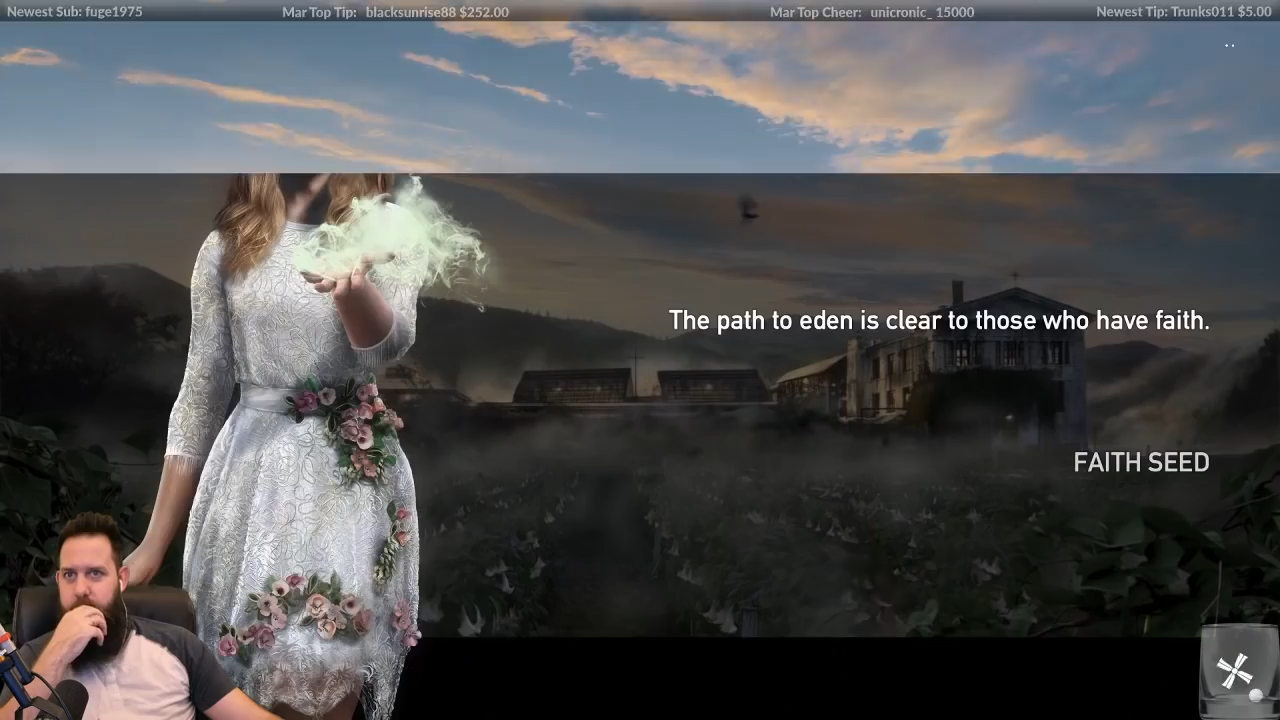 Newest Sub: fuge1975
Mar Top Tip: blacksunrise88 $252.00
Mar Top Cheer: unicronic_ 15000
Newest Tip: Trunks011 $5.00
The path to eden is clear to those who have faith.
FAITH SEED